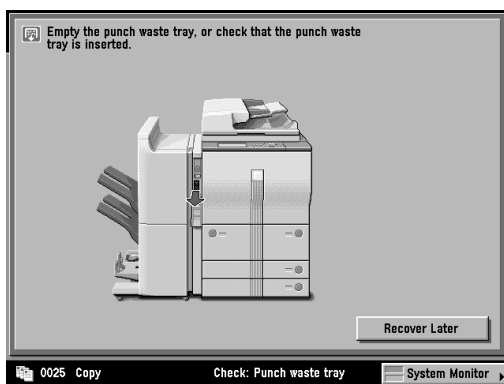 Empty the punch waste tray, or check that the punch waste
tray is inserted.
Recover Later
0025 Copy Check: Punch waste tray System Monitor